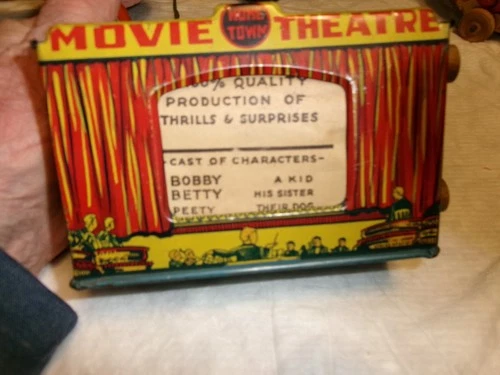 MOVIE HOME TOWN THEATRE
% QUALITY
PRODUCTION OF
THRILLS & SURPRISES
-CAST OF CHARACTERS-
BOBBY A KID
BETTY HIS SISTER
PEETY THEIR DOG